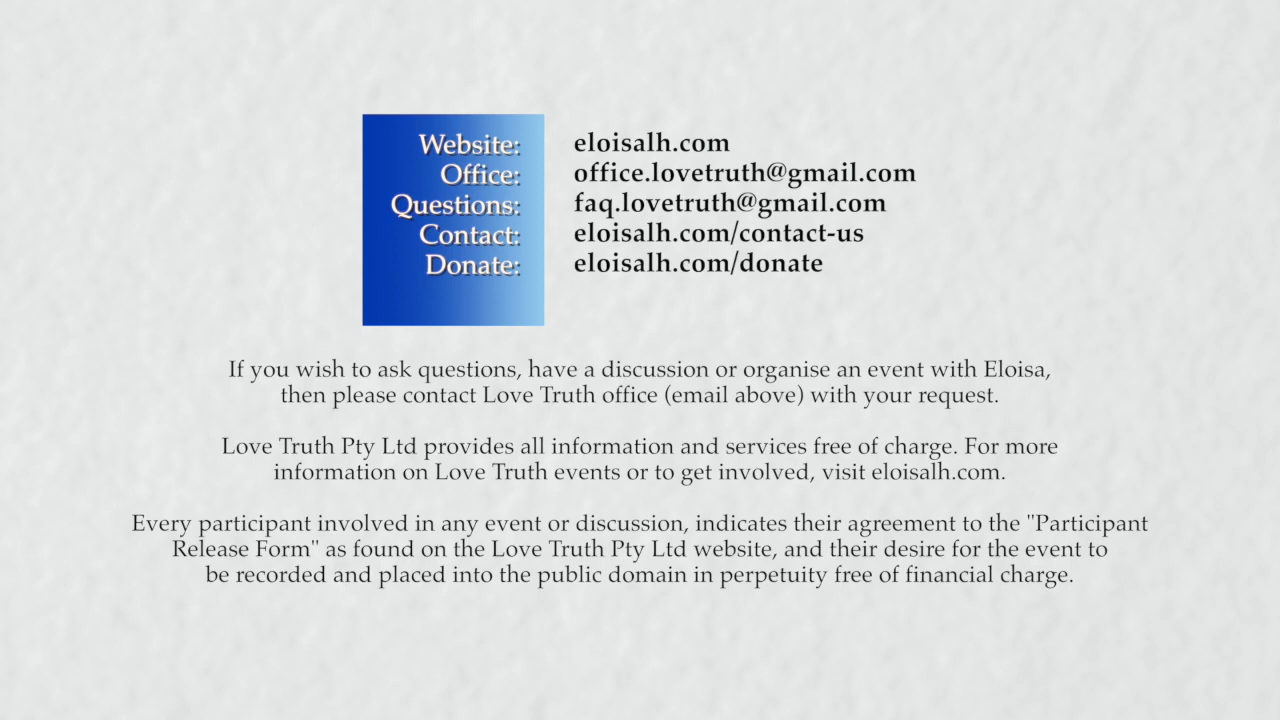 Website: eloisalh.com
Office: office.lovetruth@gmail.com
Questions: faq.lovetruth@gmail.com
Contact: eloisalh.com/contact-us
Donate: eloisalh.com/donate
If you wish to ask questions, have a discussion or organise an event with Eloisa,
then please contact Love Truth office (email above) with your request.
Love Truth Pty Ltd provides all information and services free of charge. For more
information on Love Truth events or to get involved, visit eloisalh.com.
Every participant involved in any event or discussion, indicates their agreement to the "Participant
Release Form" as found on the Love Truth Pty Ltd website, and their desire for the event to
be recorded and placed into the public domain in perpetuity free of financial charge.